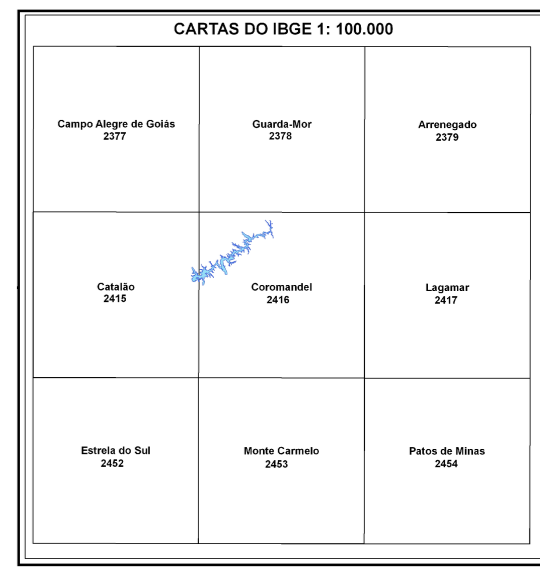 CARTAS DO IBGE 1: 100.000
Campo Alegre de Goiás
2377
Guarda-Mor
2378
Arrenegado
2379
Catalão
2415
Coromandel
2416
Lagamar
2417
Estrela do Sul
2452
Monte Carmelo
2453
Patos de Minas
2454